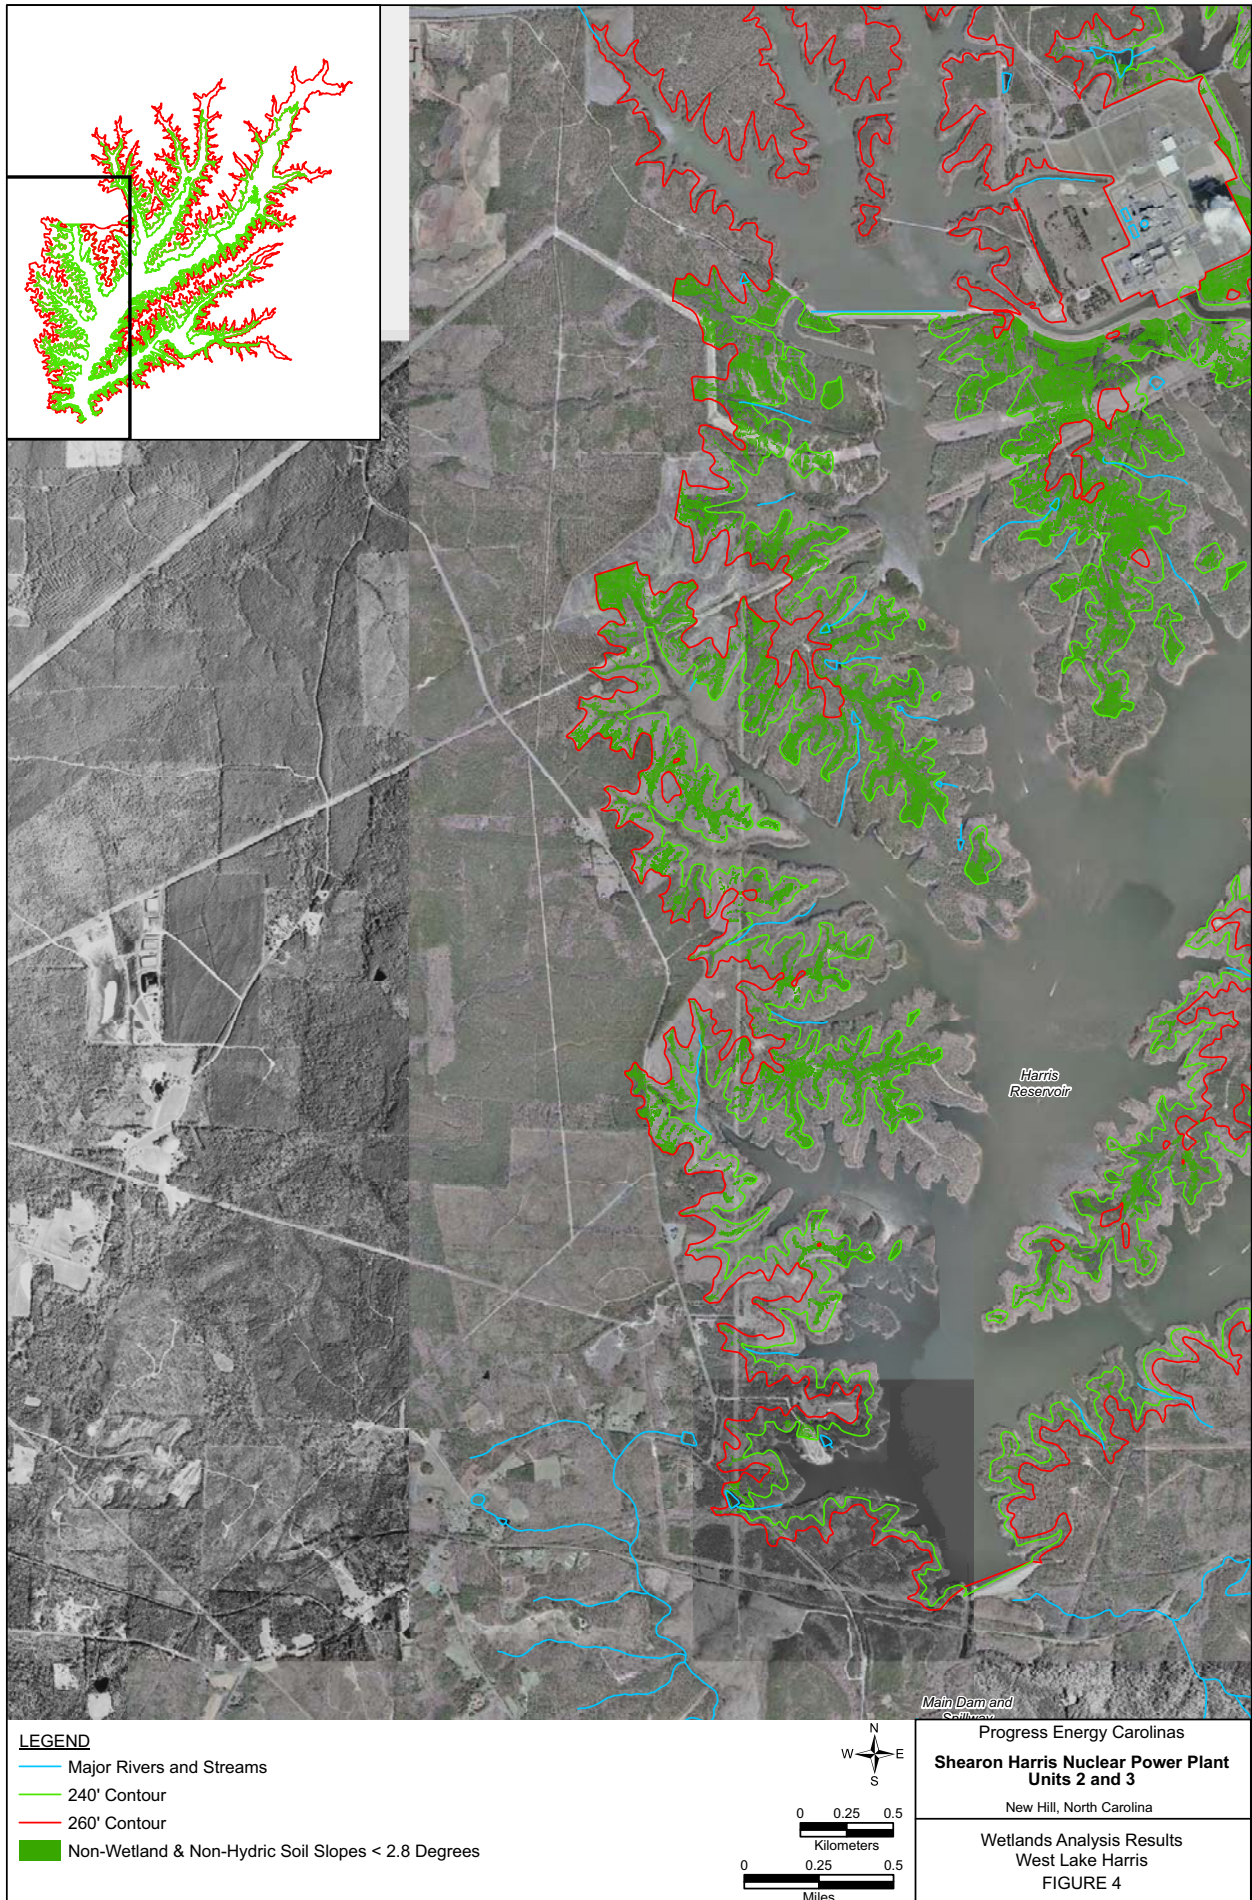 Harris
Reservoir
Main Dam and
Spillway
LEGEND
Major Rivers and Streams
240' Contour
260' Contour
Non-Wetland & Non-Hydric Soil Slopes < 2.8 Degrees
N
W E
S
0 0.25 0.5
Kilometers
0 0.25 0.5
Miles
Progress Energy Carolinas
Shearon Harris Nuclear Power Plant
Units 2 and 3
New Hill, North Carolina
Wetlands Analysis Results
West Lake Harris
FIGURE 4